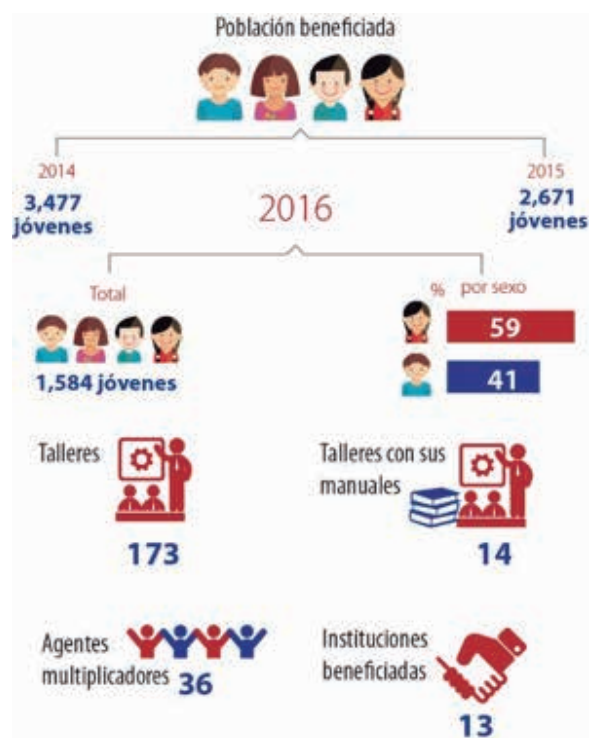 Población beneficiada
2014
3,477
jóvenes
2015
2,671
jóvenes
2016
Total
1,584 jóvenes
% por sexo
59
41
Talleres
173
Talleres con sus
manuales
14
Agentes
multiplicadores 36
Instituciones
beneficiadas
13